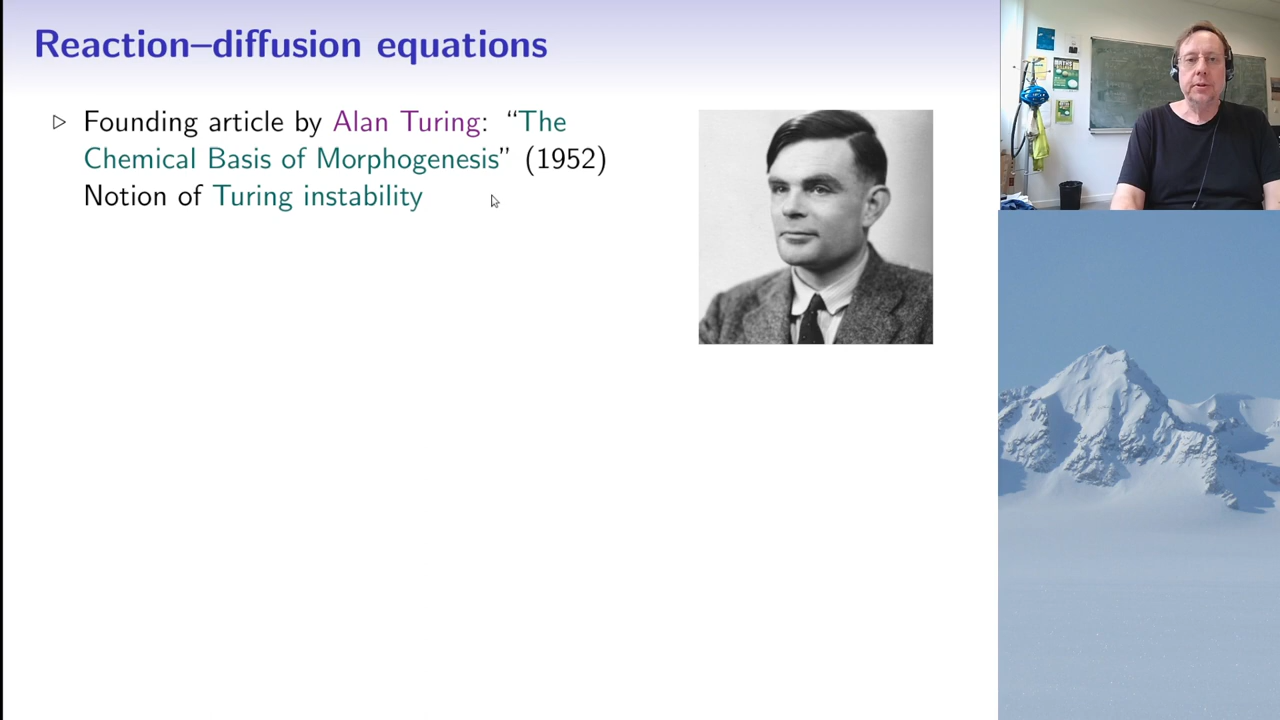 Reaction–diffusion equations
▷ Founding article by Alan Turing: “The
Chemical Basis of Morphogenesis” (1952)
Notion of Turing instability